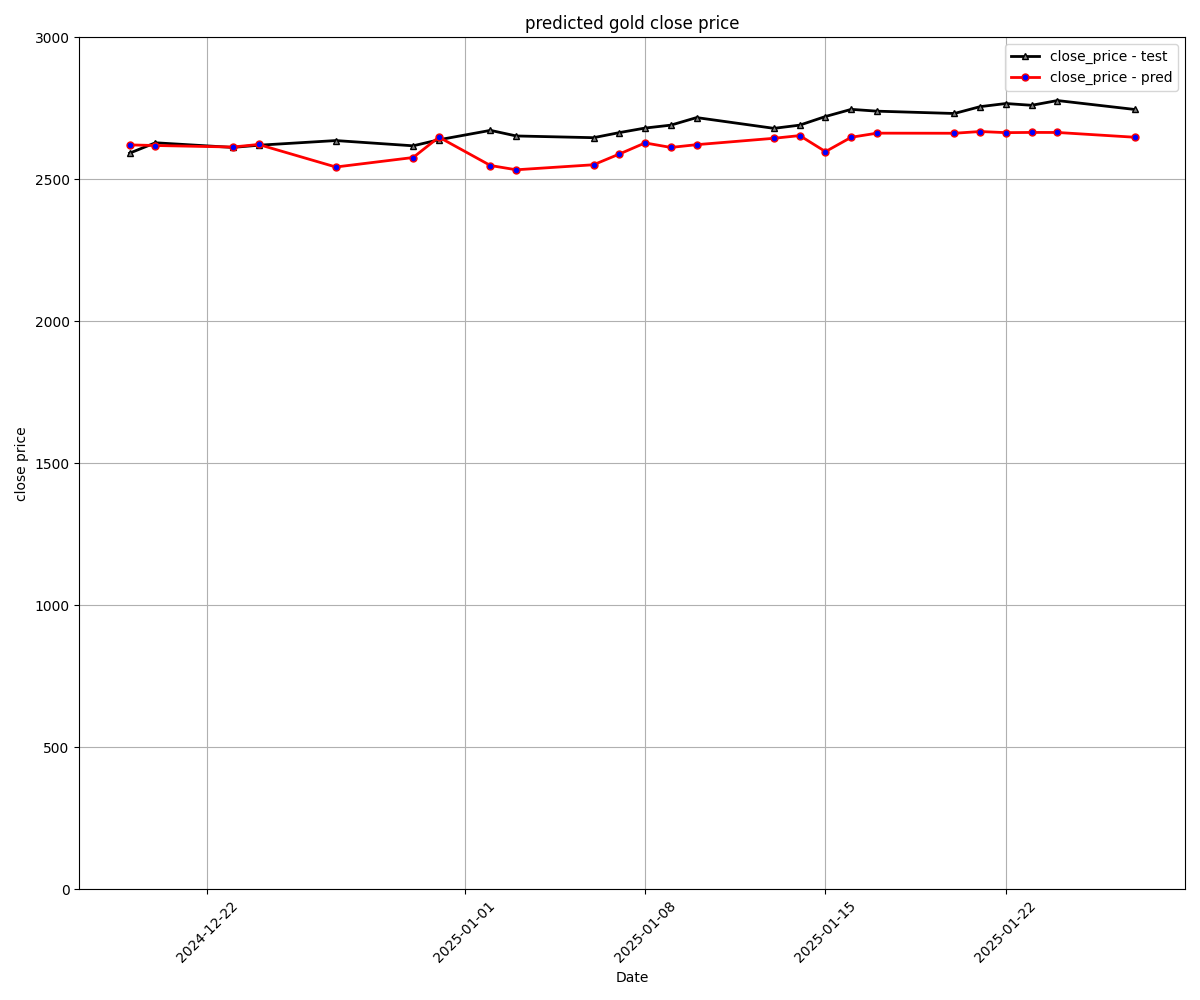 predicted gold close price
close_price - test
close_price - pred
3000
2500
2000
1500
1000
500
0
close price
2024-12-22
2025-01-01
2025-01-08
2025-01-15
2025-01-22
Date